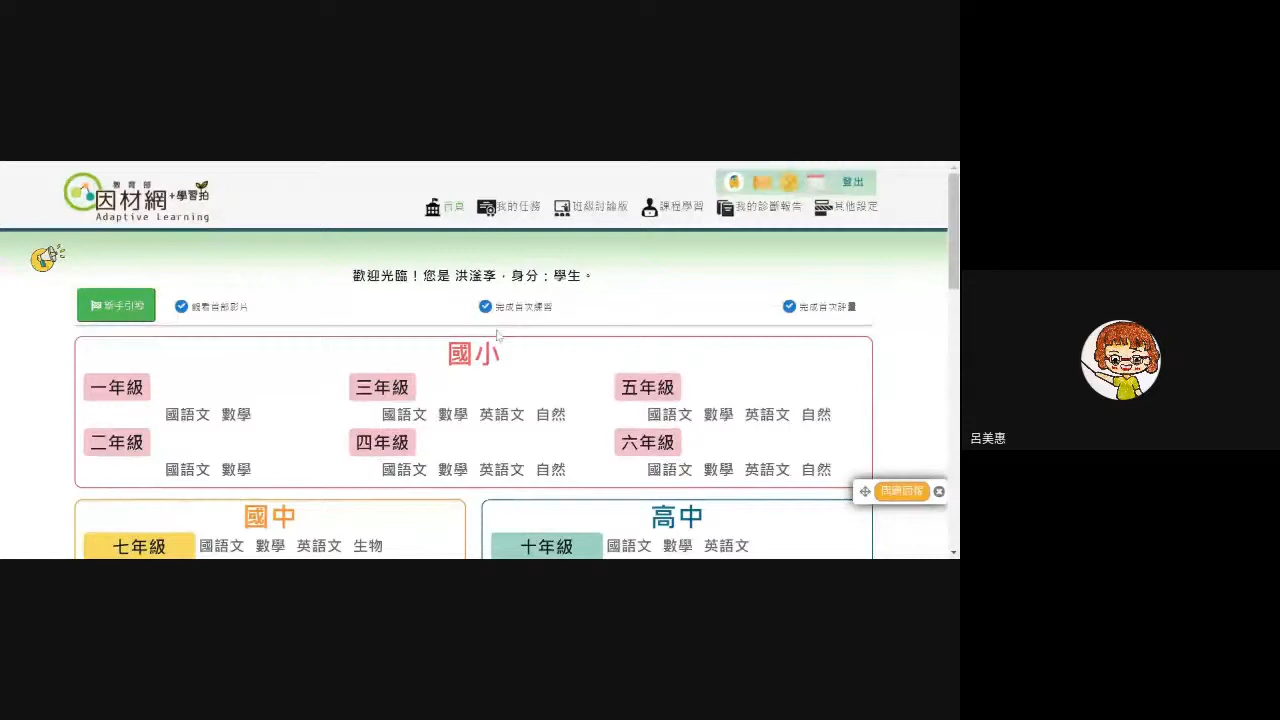 教育部
因材網+學習拍
Adaptive Learning
登出
首頁 我的任務 班級討論版 課程學習 我的診斷報告 其他設定
歡迎光臨！您是 洪滏李，身分：學生。
新手引導 觀看首部影片 完成首次練習 完成首次評量
國小
一年級 三年級 五年級
國語文 數學 國語文 數學 英語文 自然 國語文 數學 英語文 自然
二年級 四年級 六年級
國語文 數學 國語文 數學 英語文 自然 國語文 數學 英語文 自然
問題回報
國中 高中
七年級 國語文 數學 英語文 生物 十年級 國語文 數學 英語文
呂美惠